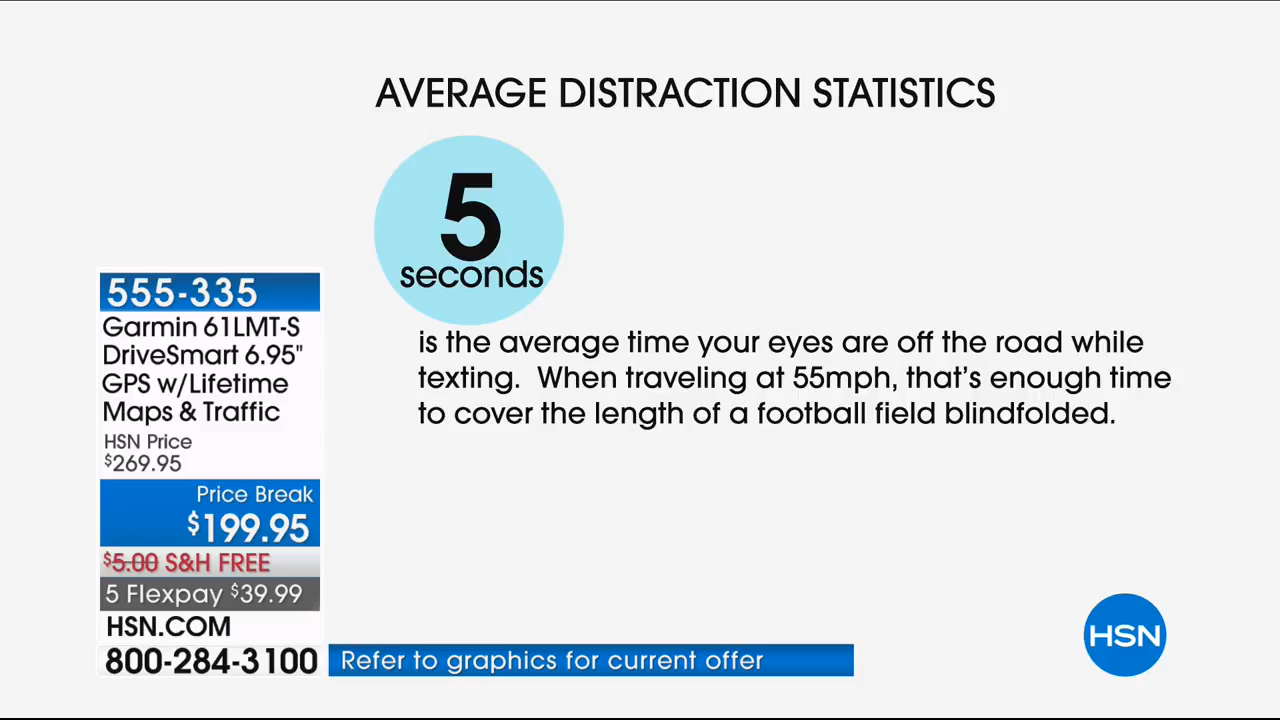 AVERAGE DISTRACTION STATISTICS
5
seconds
is the average time your eyes are off the road while
texting.  When traveling at 55mph, that's enough time
to cover the length of a football field blindfolded.
555-335
Garmin 61LMT-S
DriveSmart 6.95"
GPS w/Lifetime
Maps & Traffic
HSN Price
$269.95
Price Break
$199.95
$5.00 S&H FREE
5 Flexpay $39.99
HSN.COM
800-284-3100
Refer to graphics for current offer
HSN